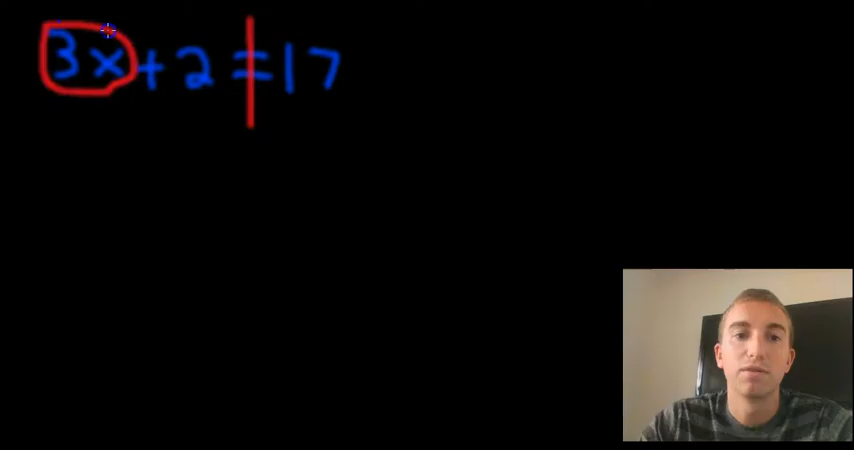 3x + 2 = 17